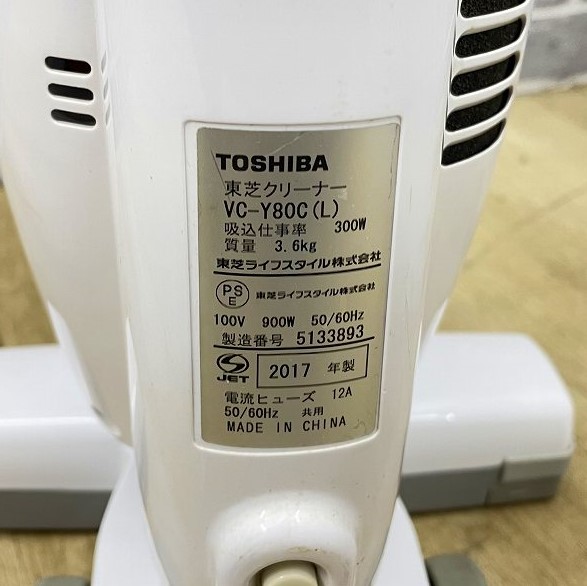 TOSHIBA
東芝クリーナー
VC-Y80C(L)
吸込仕事率 300W
質量 3.6kg
東芝ライフスタイル株式会社
PS E 東芝ライフスタイル株式会社
100V 900W 50/60Hz
製造番号 5133893
S JET 2017 年製
電流ヒューズ 12A
50/60Hz 共用
MADE IN CHINA